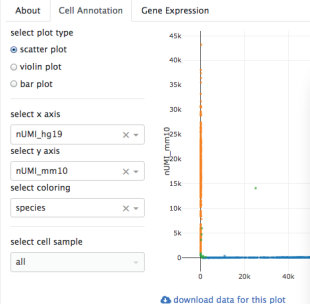 About
Cell Annotation
Gene Expression
select plot type
scatter plot
violin plot
bar plot
select x axis
nUMI_hg19
select y axis
nUMI_mm10
select coloring
species
select cell sample
all
nUMI_mm10
45k
40k
35k
30k
25k
20k
15k
10k
5k
0
0
20k
40k
download data for this plot